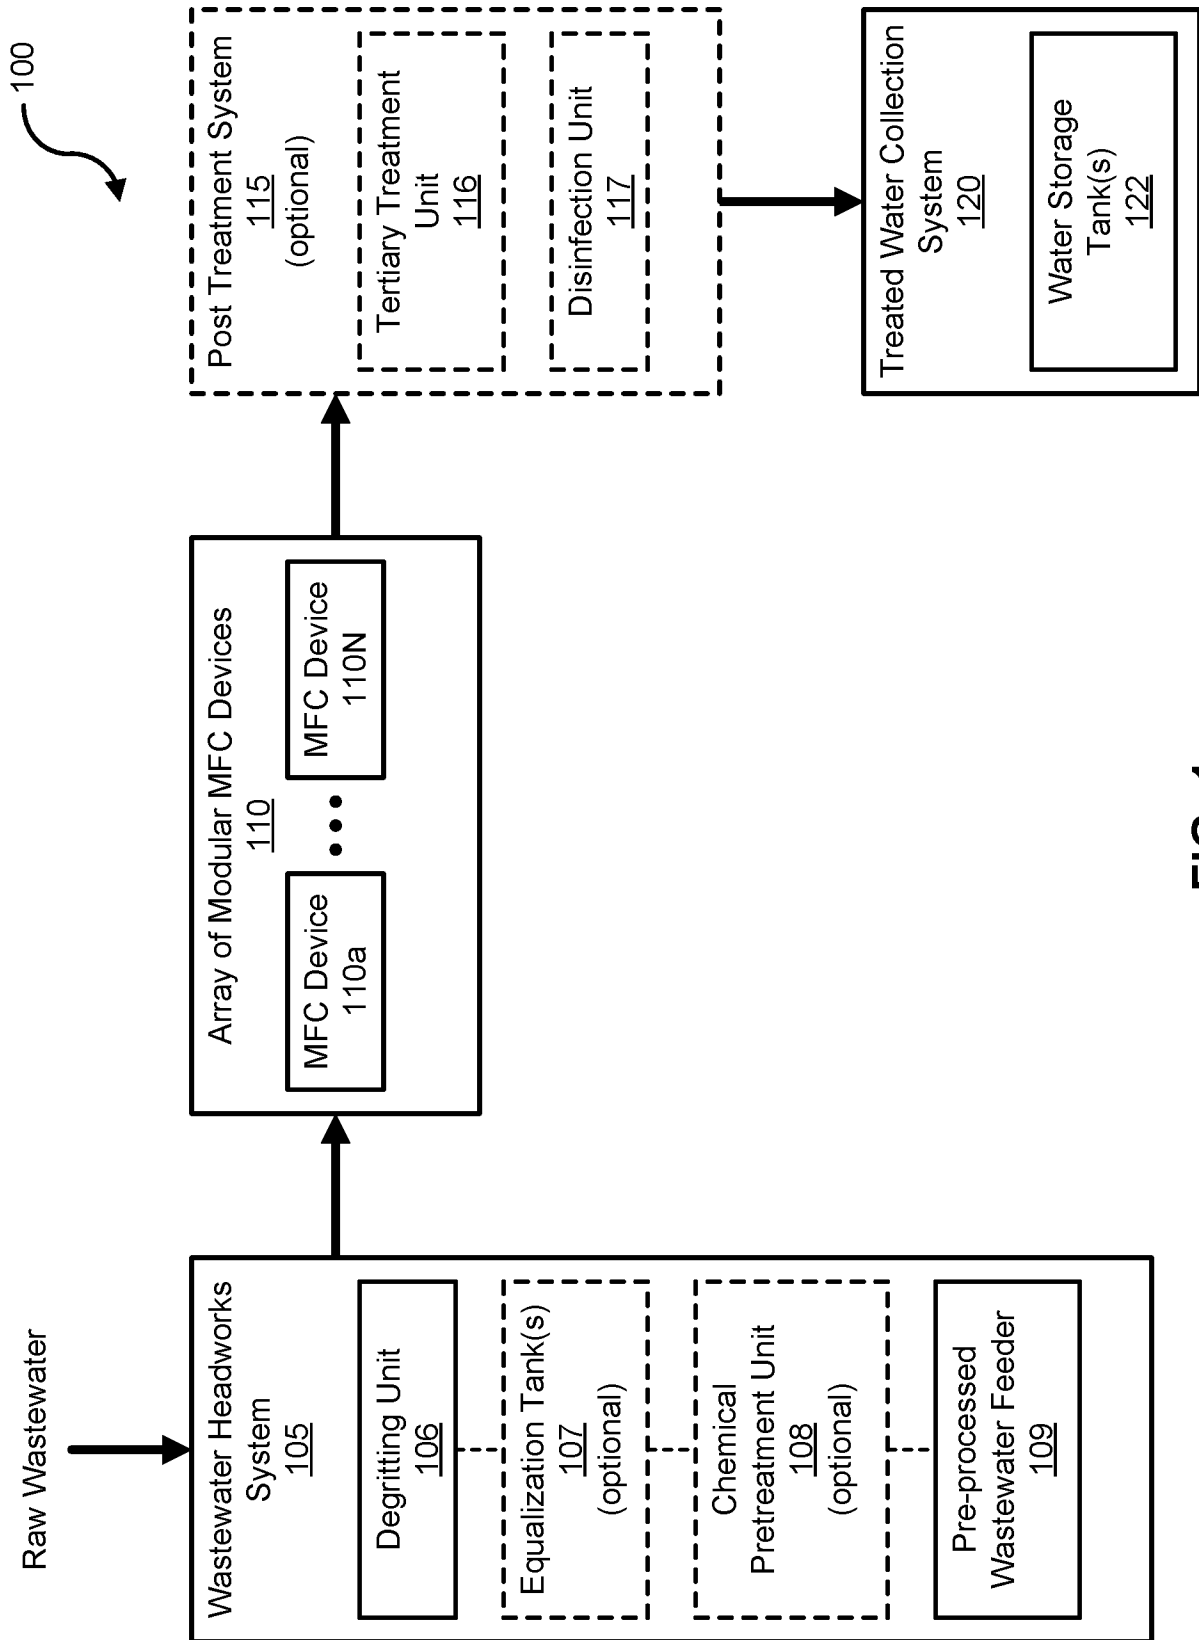 100
Raw Wastewater
Wastewater Headworks
System
105
Degritting Unit
106
Equalization Tank(s)
107
(optional)
Chemical
Pretreatment Unit
108
(optional)
Pre-processed
Wastewater Feeder
109
Array of Modular MFC Devices
110
MFC Device
110a
MFC Device
110N
Post Treatment System
115
(optional)
Tertiary Treatment
Unit
116
Disinfection Unit
117
Treated Water Collection
System
120
Water Storage
Tank(s)
122